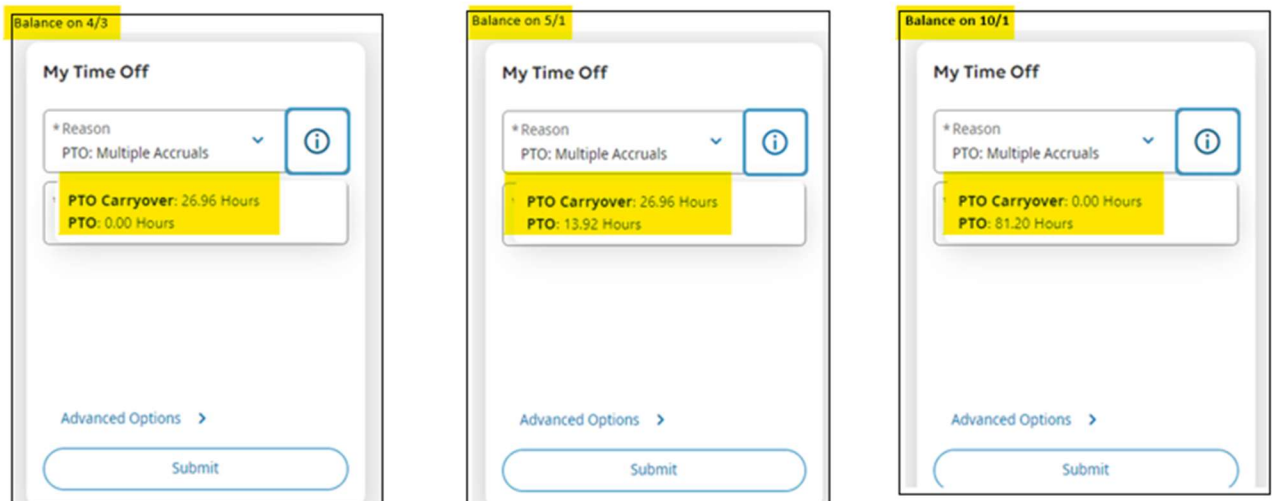 Balance on 4/3
My Time Off
*Reason
PTO: Multiple Accruals
PTO Carryover: 26.96 Hours
PTO: 0.00 Hours
Advanced Options >
Submit
Balance on 5/1
My Time Off
*Reason
PTO: Multiple Accruals
PTO Carryover: 26.96 Hours
PTO: 13.92 Hours
Advanced Options >
Submit
Balance on 10/1
My Time Off
*Reason
PTO: Multiple Accruals
PTO Carryover: 0.00 Hours
PTO: 81.20 Hours
Advanced Options >
Submit